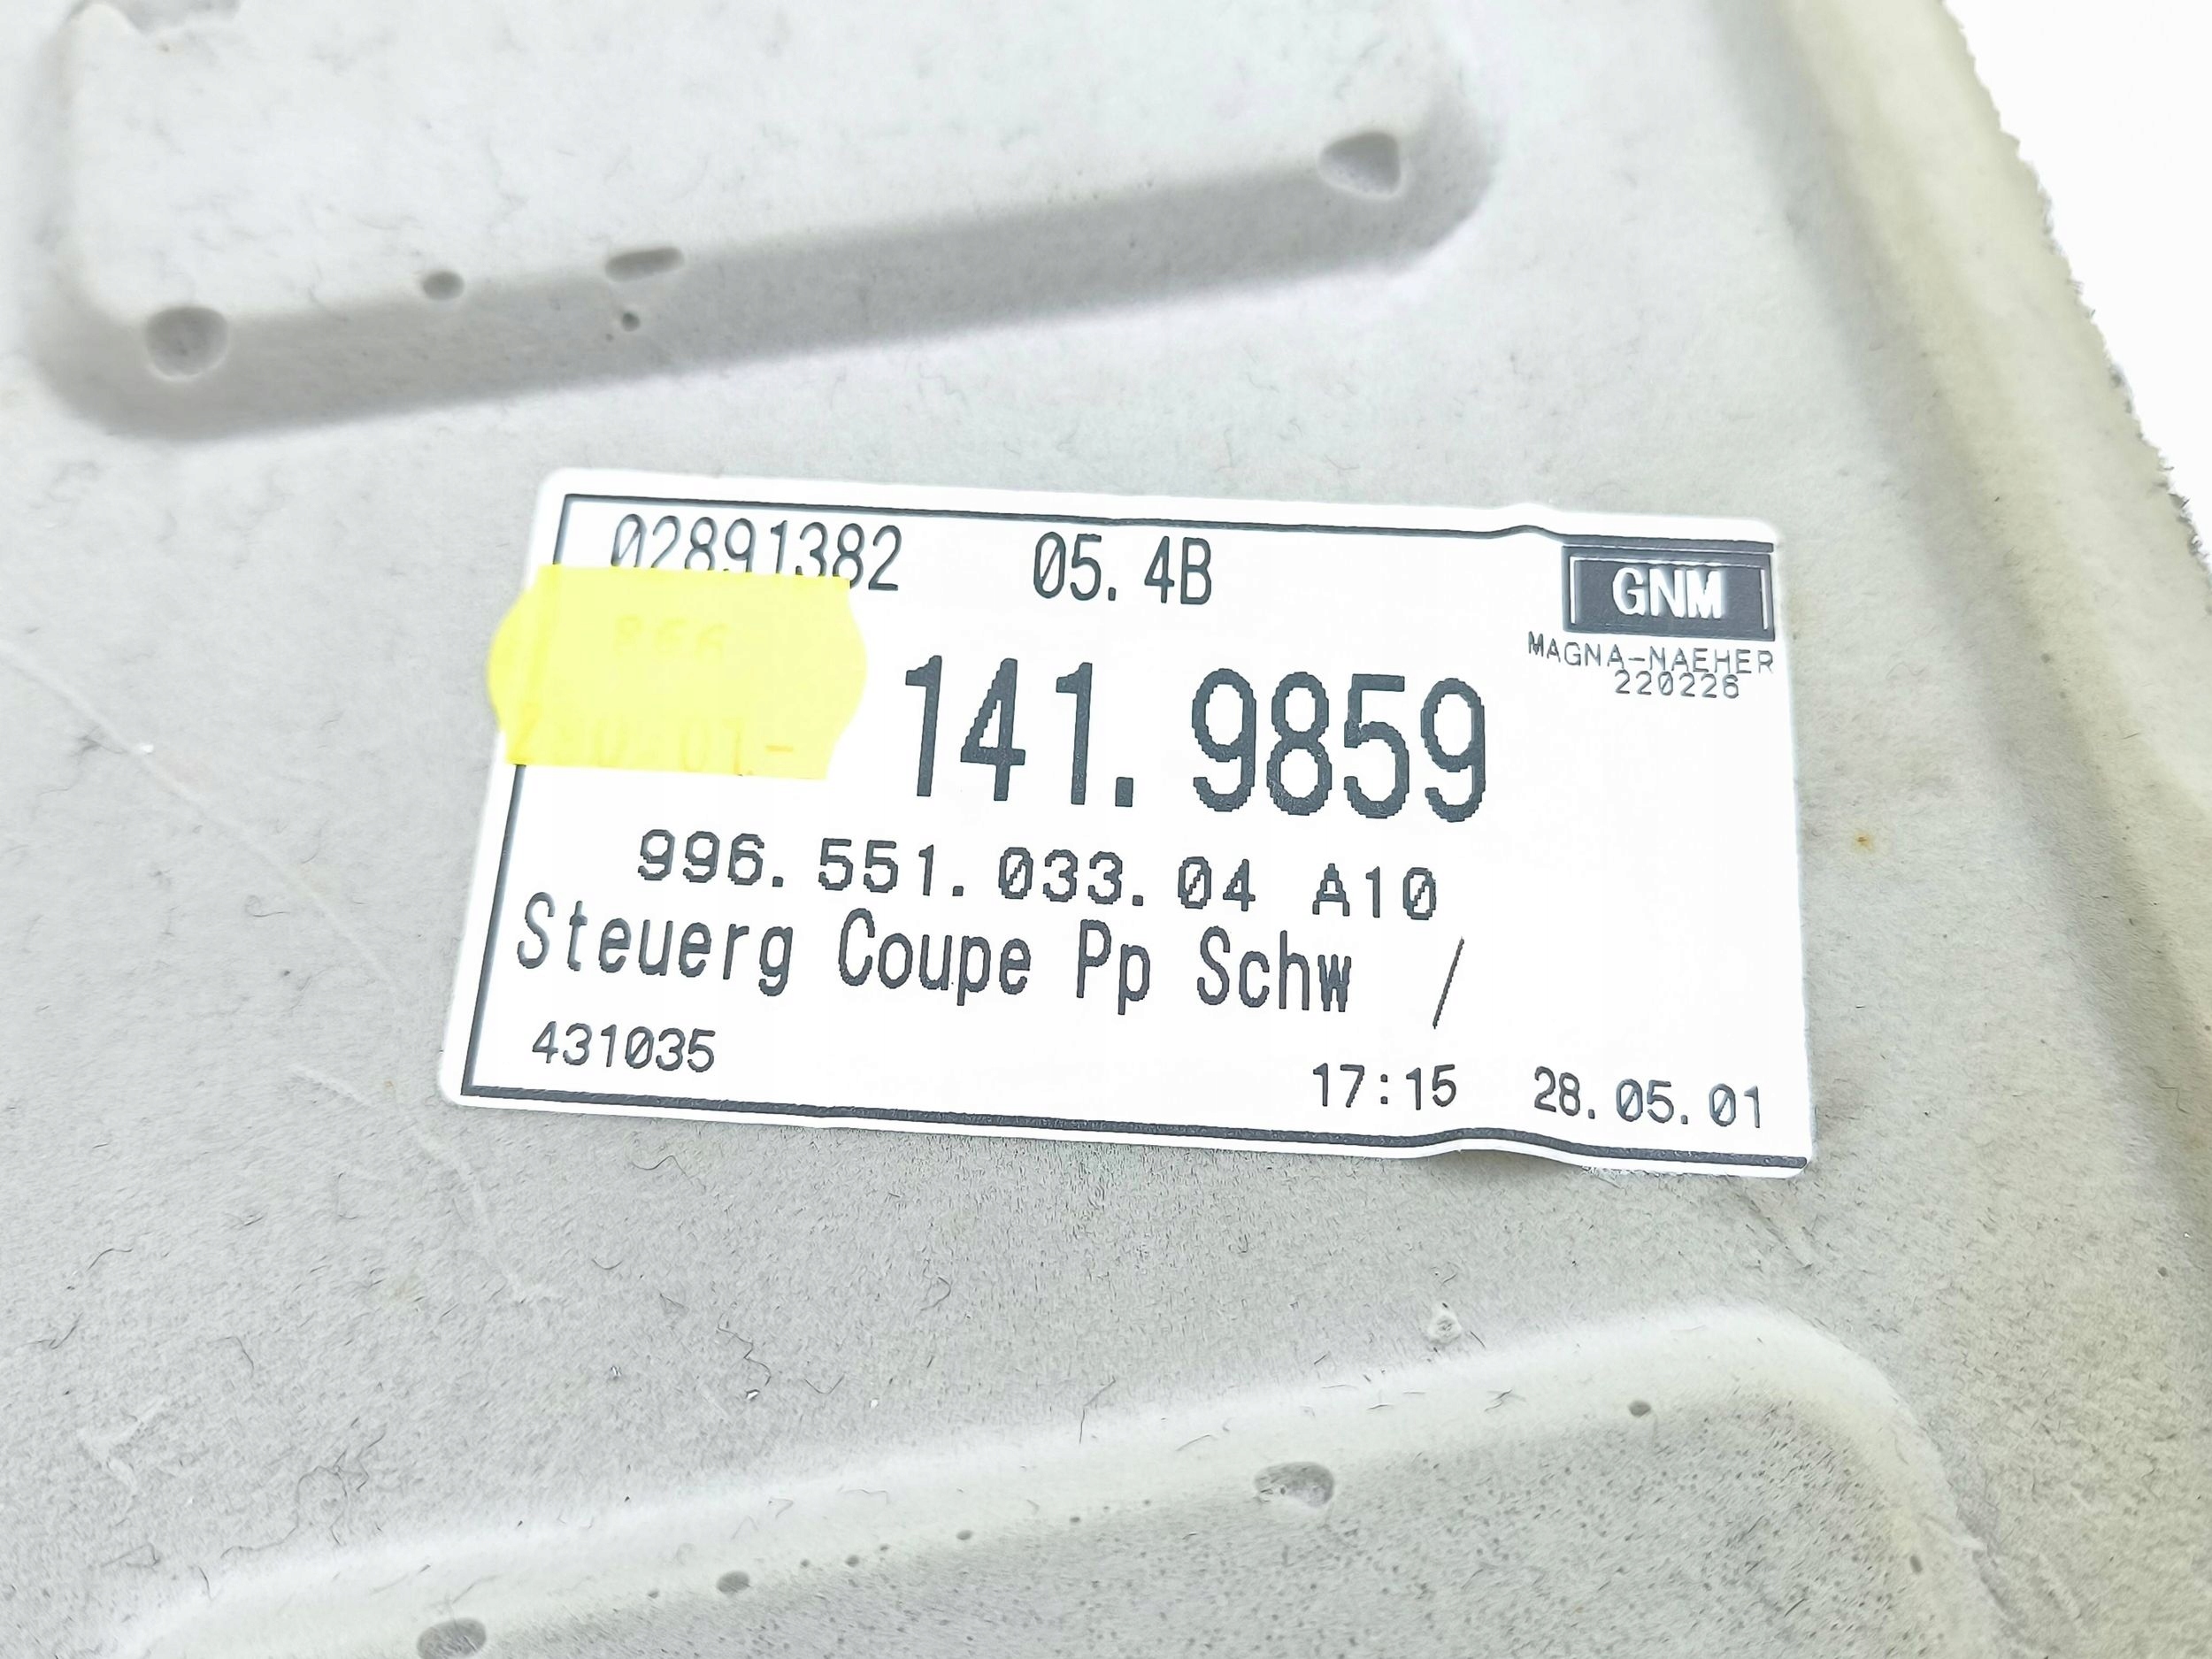 02891382 05.4B
GNM
MAGNA-NAEHER
220226
141.9859
996.551.033.04 A10
Steuerg Coupe Pp Schw /
431035
17:15 28.05.01